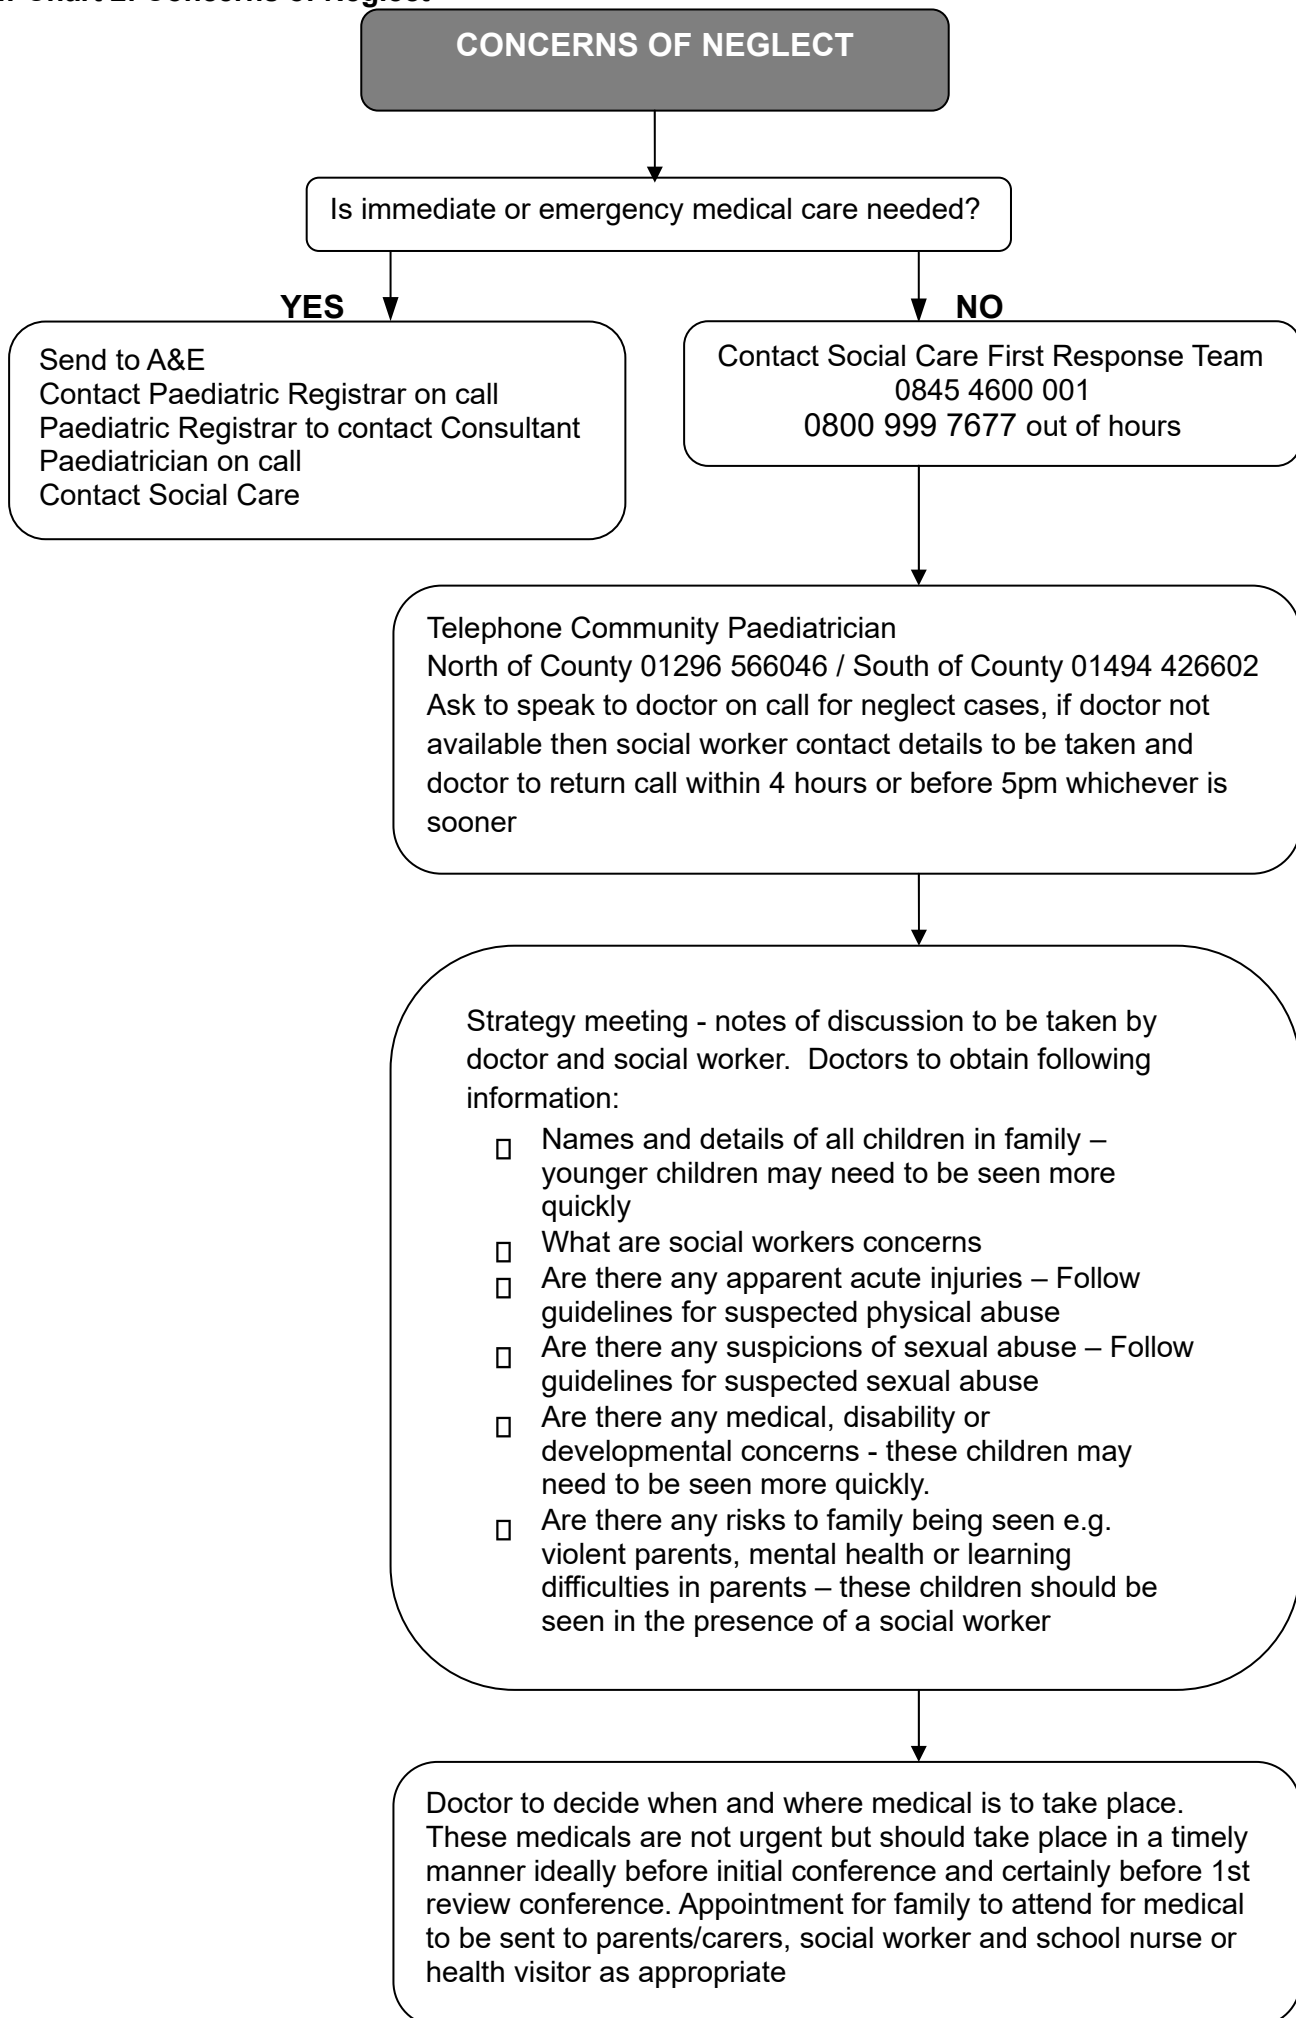 Chart 2: Concerns of Neglect
CONCERNS OF NEGLECT
Is immediate or emergency medical care needed?
YES
NO
Send to A&E
Contact Paediatric Registrar on call
Paediatric Registrar to contact Consultant
Paediatrician on call
Contact Social Care
Contact Social Care First Response Team
0845 4600 001
0800 999 7677 out of hours
Telephone Community Paediatrician
North of County 01296 566046 / South of County 01494 426602
Ask to speak to doctor on call for neglect cases, if doctor not
available then social worker contact details to be taken and
doctor to return call within 4 hours or before 5pm whichever is
sooner
Strategy meeting - notes of discussion to be taken by
doctor and social worker.  Doctors to obtain following
information:
Names and details of all children in family –
younger children may need to be seen more
quickly
What are social workers concerns
Are there any apparent acute injuries – Follow
guidelines for suspected physical abuse
Are there any suspicions of sexual abuse – Follow
guidelines for suspected sexual abuse
Are there any medical, disability or
developmental concerns - these children may
need to be seen more quickly.
Are there any risks to family being seen e.g.
violent parents, mental health or learning
difficulties in parents – these children should be
seen in the presence of a social worker
Doctor to decide when and where medical is to take place.
These medicals are not urgent but should take place in a timely
manner ideally before initial conference and certainly before 1st
review conference. Appointment for family to attend for medical
to be sent to parents/carers, social worker and school nurse or
health visitor as appropriate